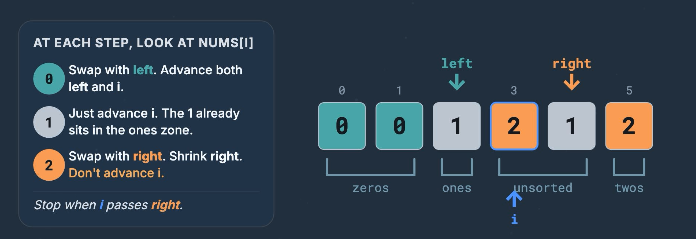 AT EACH STEP, LOOK AT NUMS[I]
0
Swap with left. Advance both
left and i.
1
Just advance i. The 1 already
sits in the ones zone.
2
Swap with right. Shrink right.
Don't advance i.
Stop when i passes right.
left right
0 1 3 5
0 0 1 2 1 2
zeros ones unsorted twos
i